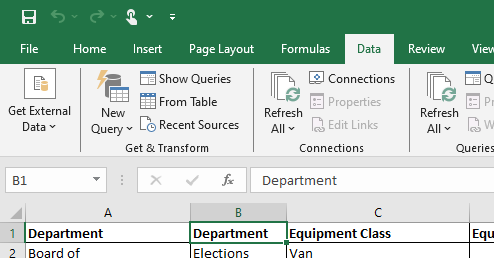 File Home Insert Page Layout Formulas Data Review View
Get External Data
New Query
Show Queries
From Table
Recent Sources
Get & Transform
Refresh All
Connections
Properties
Edit Links
Connections
Refresh All
Queries
B1 fx Department
A B C
1 Department Department Equipment Class Equ
2 Board of Elections Van